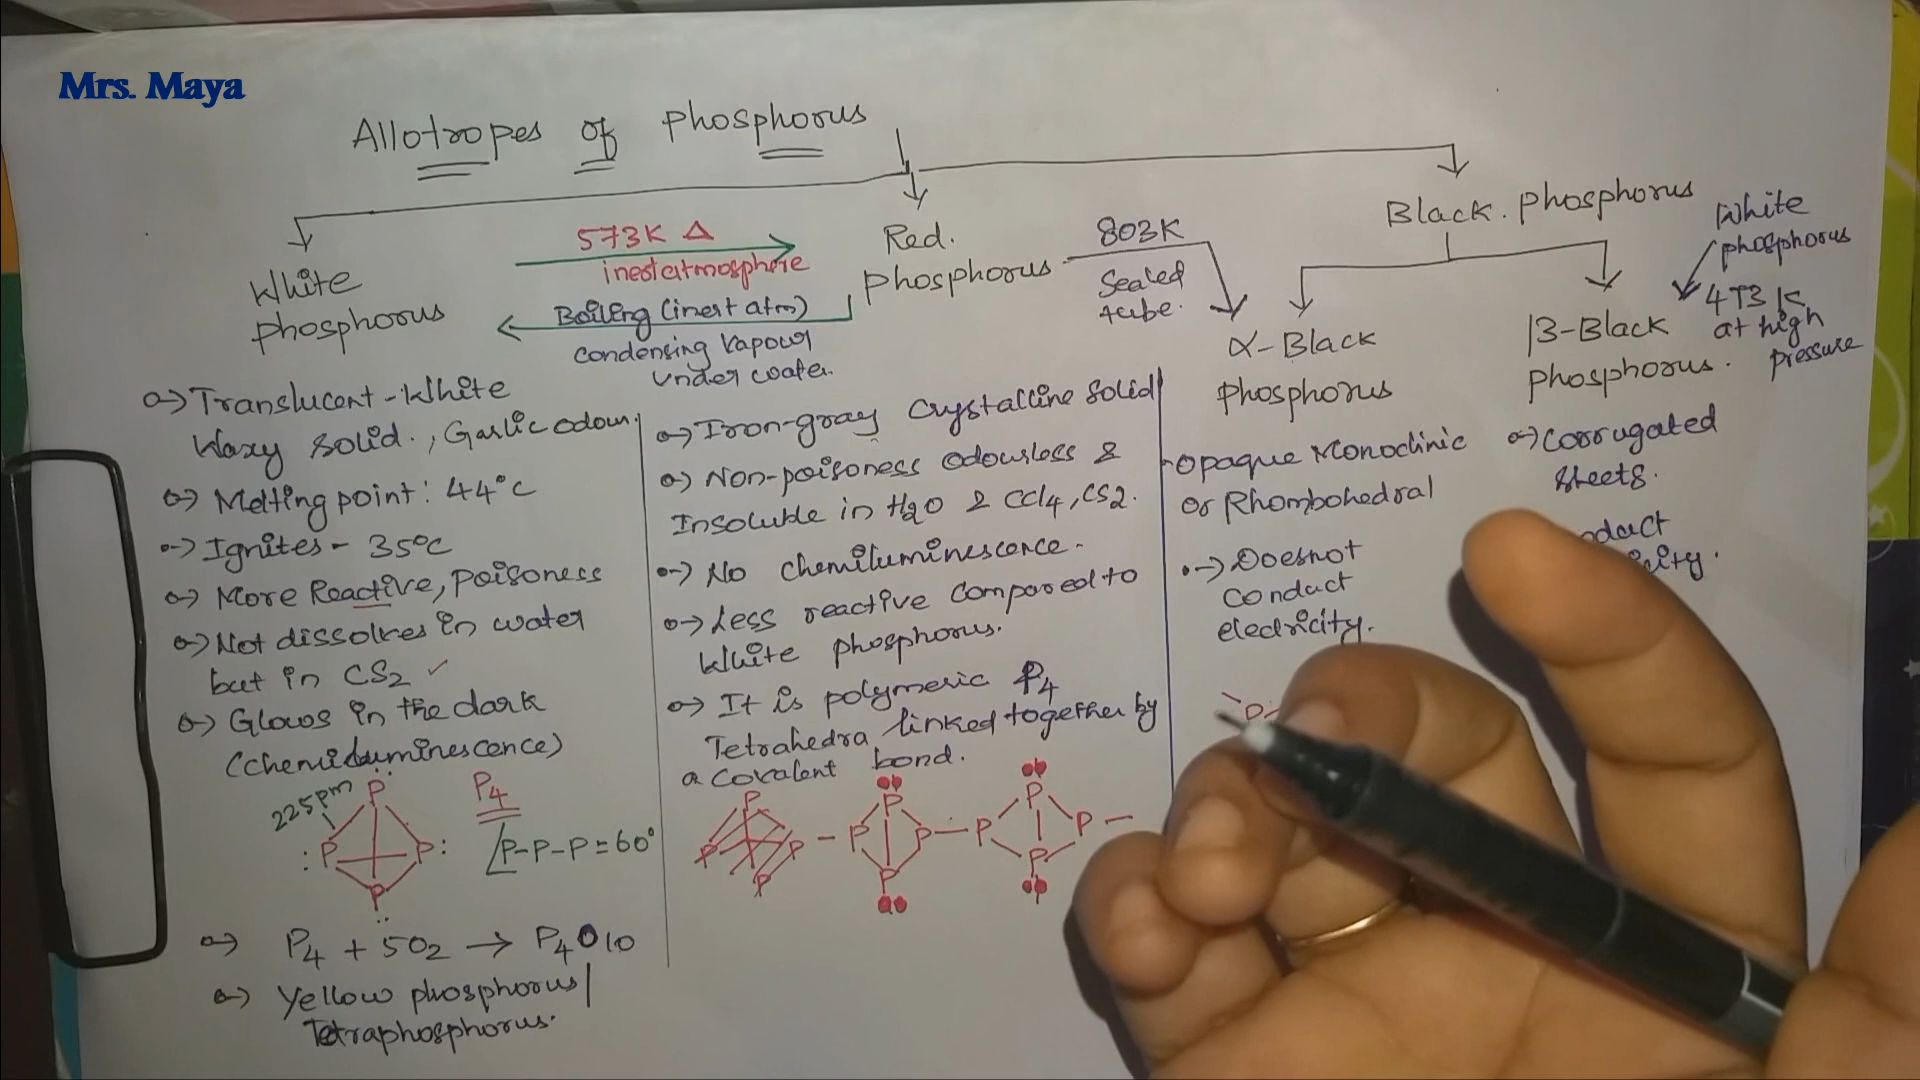 Mrs. Maya
Allotropes of phosphorus
White
phosphorus
573K Δ
inert atmosphere
Boiling (inert atm)
condensing vapour
under water.
Red.
phosphorus
803K
Sealed
tube.
Black. phosphorus
α-Black
phosphorus
β-Black
phosphorus.
White
phosphorus
473 K
at high
pressure
Translucent-White
Waxy solid., Garlic odour.
Melting point: 44°C
Ignites - 35°C
More Reactive, poisoness
Not dissolves in water
but in CS2 ✓
Glows in the dark
(chemiluminescence)
225pm
P
P
P
P
P4
∠P-P-P=60°
P4 + 5O2 → P4O10
Yellow phosphorus/
Tetraphosphorus.
Iron-gray crystalline solid
Non-poisoness odourless &
Insoluble in H2O & CCl4, CS2.
No chemiluminescence.
Less reactive compared to
White phosphorus.
It is polymeric P4
Tetrahedra linked together by
a covalent bond.
P P P
P P P P P P
P P P
opaque Monoclinic
or Rhombohedral
Doesnot
conduct
electricity.
P
corrugated
sheets.